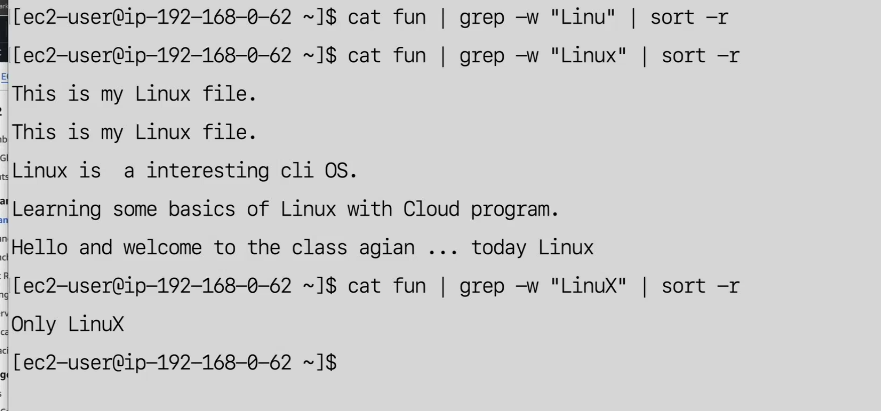 [ec2-user@ip-192-168-0-62 ~]$ cat fun | grep -w "Linu" | sort -r
[ec2-user@ip-192-168-0-62 ~]$ cat fun | grep -w "Linux" | sort -r
This is my Linux file.
This is my Linux file.
Linux is  a interesting cli OS.
Learning some basics of Linux with Cloud program.
Hello and welcome to the class agian ... today Linux
[ec2-user@ip-192-168-0-62 ~]$ cat fun | grep -w "LinuX" | sort -r
Only LinuX
[ec2-user@ip-192-168-0-62 ~]$